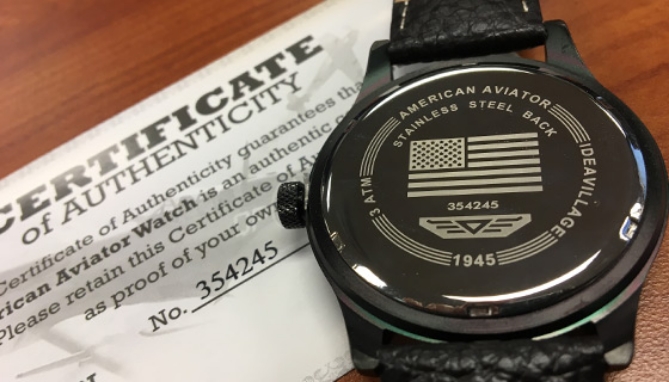 CERTIFICATE
of AUTHENTICITY
Certificate of Authenticity guarantees
American Aviator Watch is an authentic
Please retain this Certificate of
as proof of your own
No. 354245
AMERICAN AVIATOR
STAINLESS STEEL BACK
IDEAVILLAGE
3 ATM
354245
1945